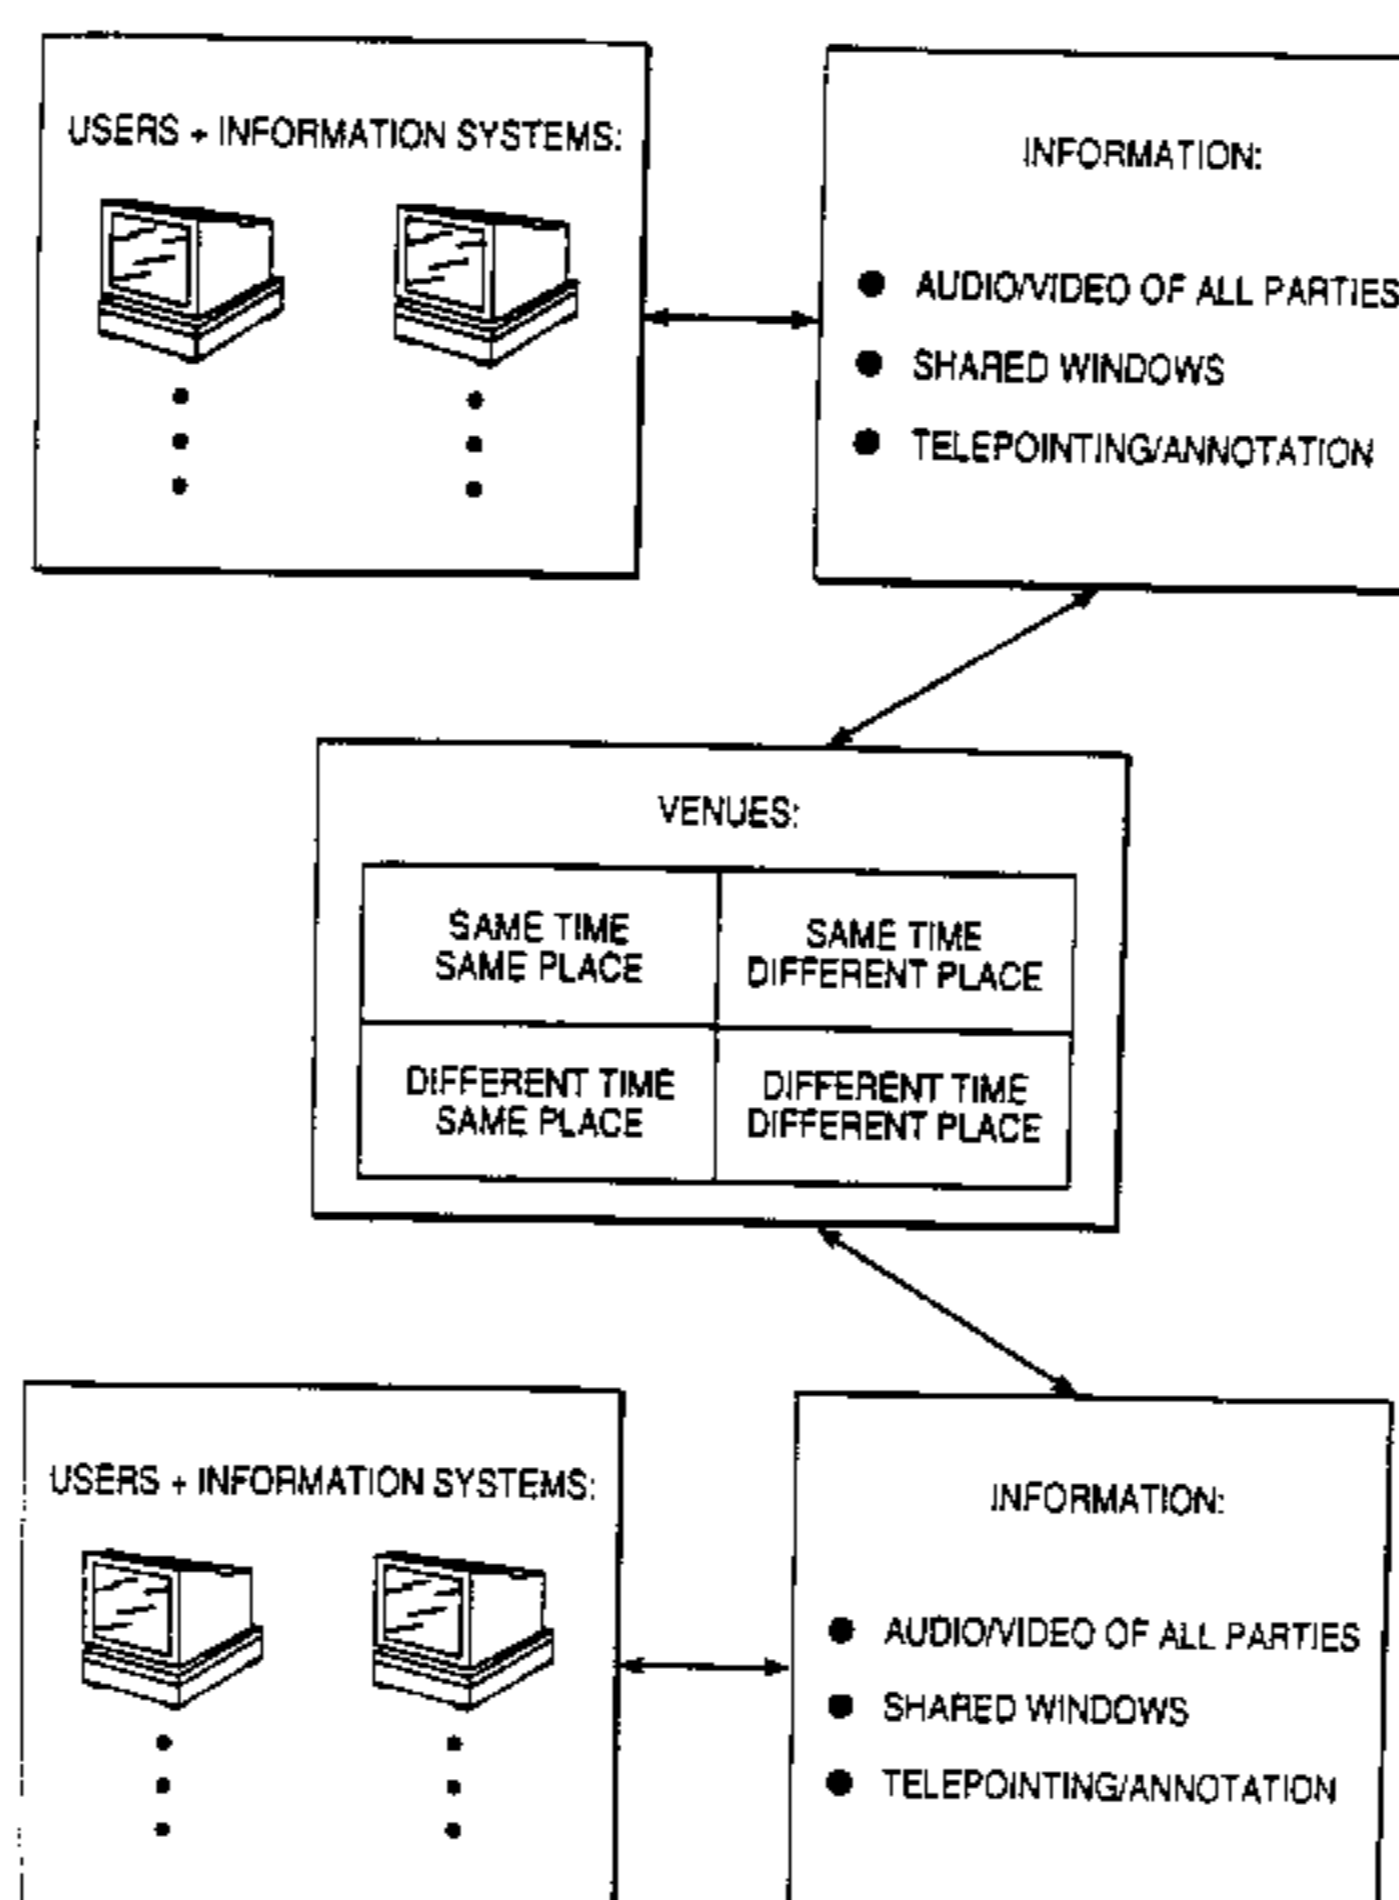 USERS + INFORMATION SYSTEMS:
INFORMATION:
● AUDIO/VIDEO OF ALL PARTIES
● SHARED WINDOWS
● TELEPOINTING/ANNOTATION
VENUES:
SAME TIME
SAME PLACE
SAME TIME
DIFFERENT PLACE
DIFFERENT TIME
SAME PLACE
DIFFERENT TIME
DIFFERENT PLACE
USERS + INFORMATION SYSTEMS:
INFORMATION:
● AUDIO/VIDEO OF ALL PARTIES
● SHARED WINDOWS
● TELEPOINTING/ANNOTATION